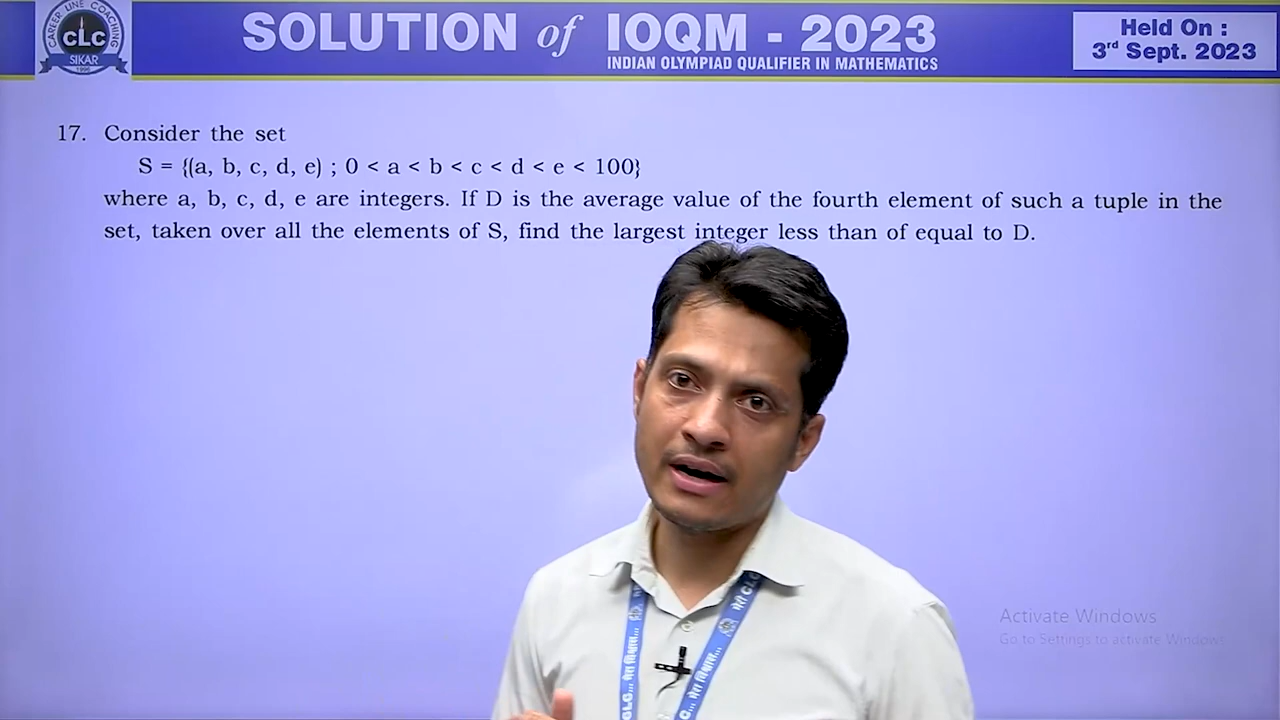 CAREER LINE COACHING
CLC
SIKAR
1996
SOLUTION of IOQM - 2023
INDIAN OLYMPIAD QUALIFIER IN MATHEMATICS
Held On :
3rd Sept. 2023
17. Consider the set
S = {(a, b, c, d, e) ; 0 < a < b < c < d < e < 100}
where a, b, c, d, e are integers. If D is the average value of the fourth element of such a tuple in the
set, taken over all the elements of S, find the largest integer less than of equal to D.
Activate Windows
Go to Settings to activate Windows.